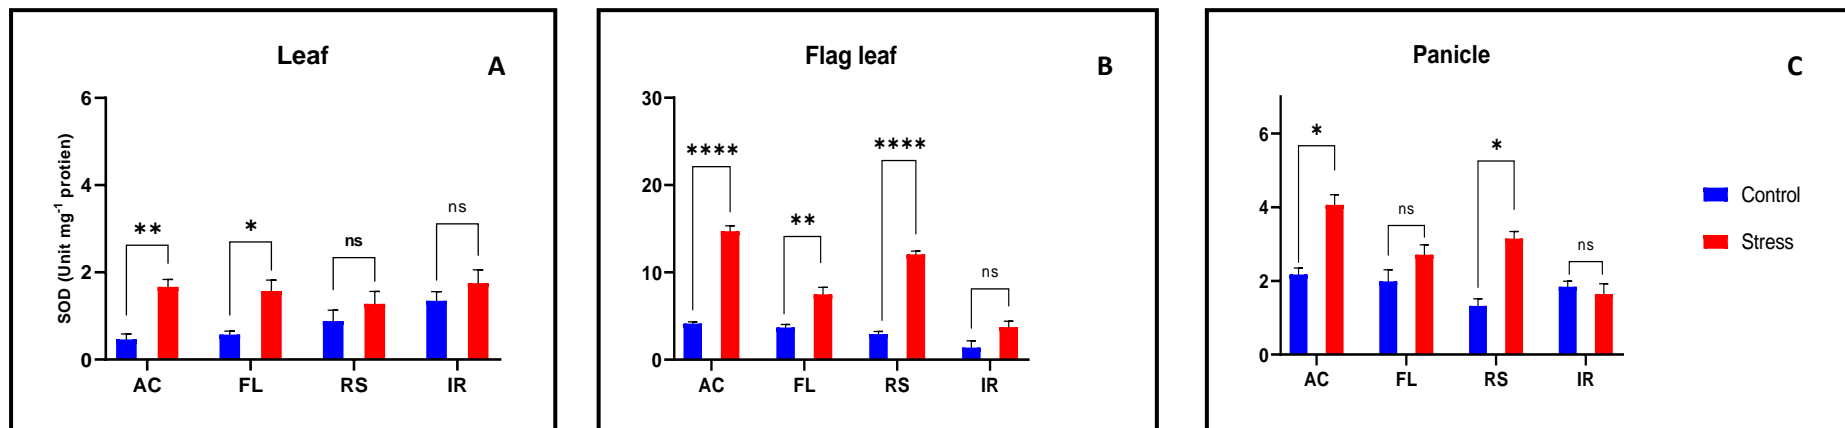 Leaf
A
6
4
2
0
SOD (Unit mg⁻¹ protien)
**
*
ns
ns
AC
FL
RS
IR
Flag leaf
B
30
20
10
0
****
**
****
ns
AC
FL
RS
IR
Panicle
C
6
4
2
0
*
ns
*
ns
AC
FL
RS
IR
Control
Stress